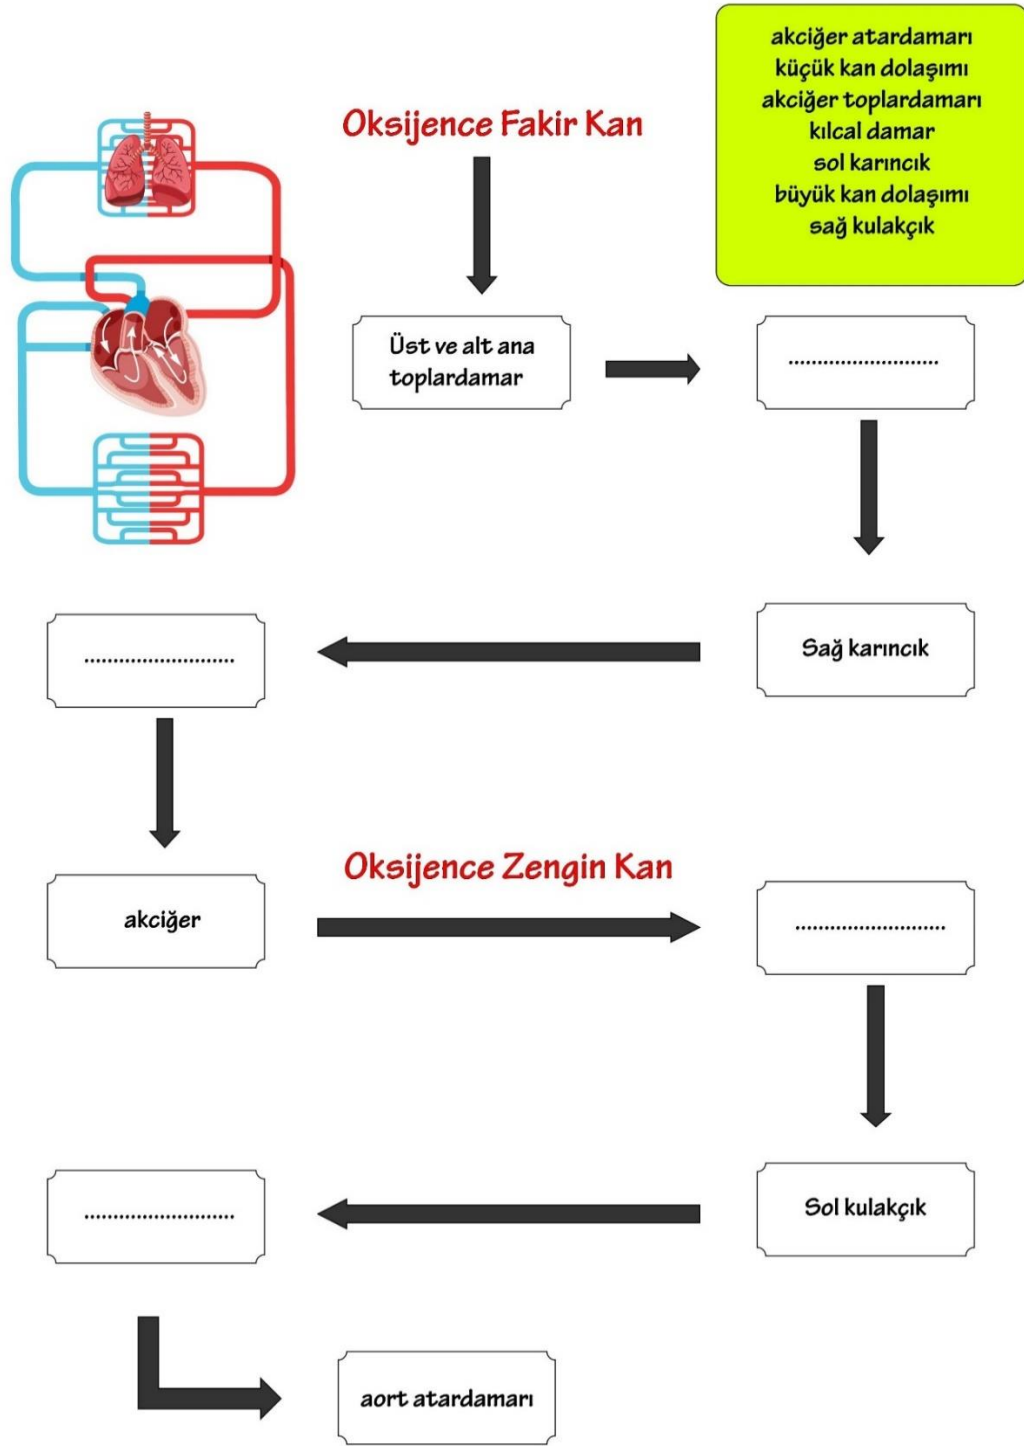 akciğer atardamarı
küçük kan dolaşımı
akciğer toplardamarı
kılcal damar
sol karıncık
büyük kan dolaşımı
sağ kulakçık
Oksijence Fakir Kan
Üst ve alt ana
toplardamar
..........................
Sağ karıncık
..........................
akciğer
Oksijence Zengin Kan
..........................
Sol kulakçık
..........................
aort atardamarı